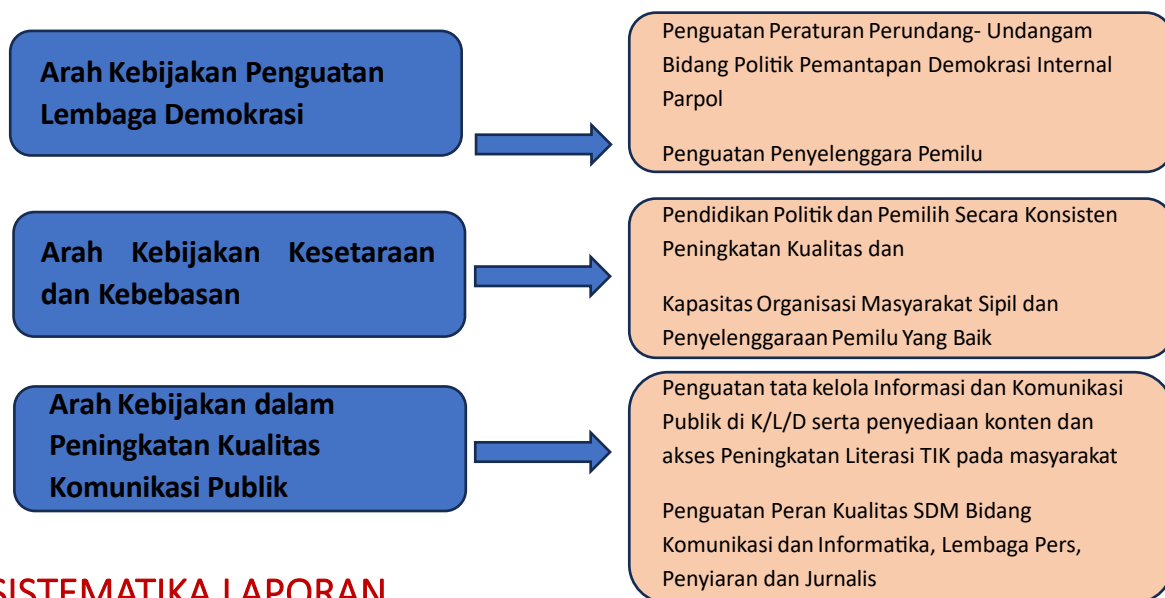 Arah Kebijakan Penguatan
Lembaga Demokrasi
Penguatan Peraturan Perundang- Undangam
Bidang Politik Pemantapan Demokrasi Internal
Parpol
Penguatan Penyelenggara Pemilu
Arah Kebijakan Kesetaraan
dan Kebebasan
Pendidikan Politik dan Pemilih Secara Konsisten
Peningkatan Kualitas dan
Kapasitas Organisasi Masyarakat Sipil dan
Penyelenggaraan Pemilu Yang Baik
Arah Kebijakan dalam
Peningkatan Kualitas
Komunikasi Publik
Penguatan tata kelola Informasi dan Komunikasi
Publik di K/L/D serta penyediaan konten dan
akses Peningkatan Literasi TIK pada masyarakat
Penguatan Peran Kualitas SDM Bidang
Komunikasi dan Informatika, Lembaga Pers,
Penyiaran dan Jurnalis
SISTEMATIKA LAPORAN